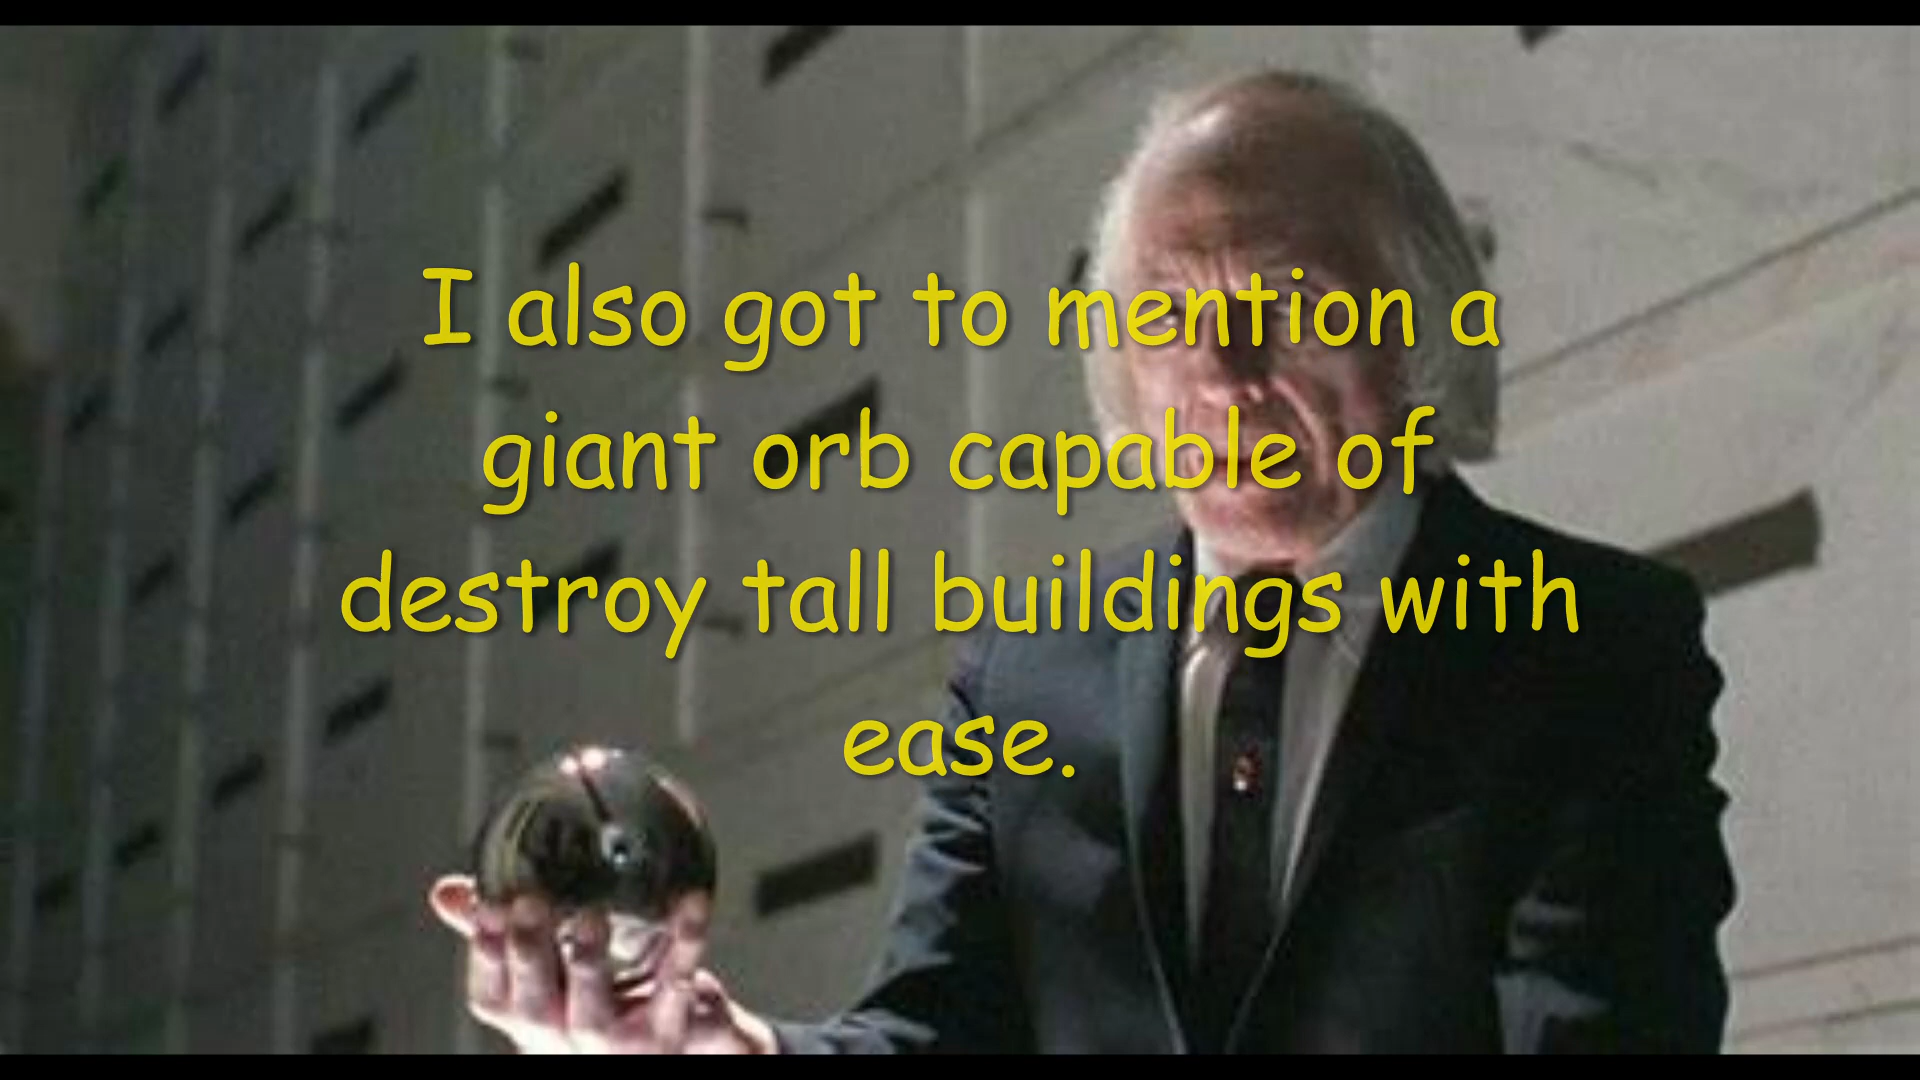 I also got to mention a
giant orb capable of
destroy tall buildings with
ease.